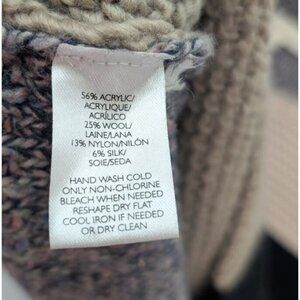 56% ACRYLIC/
ACRYLIQUE/
ACRÍLICO
25% WOOL/
LAINE/LANA
13% NYLON/NILÓN
6% SILK/
SOIE/SEDA
HAND WASH COLD
ONLY NON-CHLORINE
BLEACH WHEN NEEDED
RESHAPE DRY FLAT
COOL IRON IF NEEDED
OR DRY CLEAN